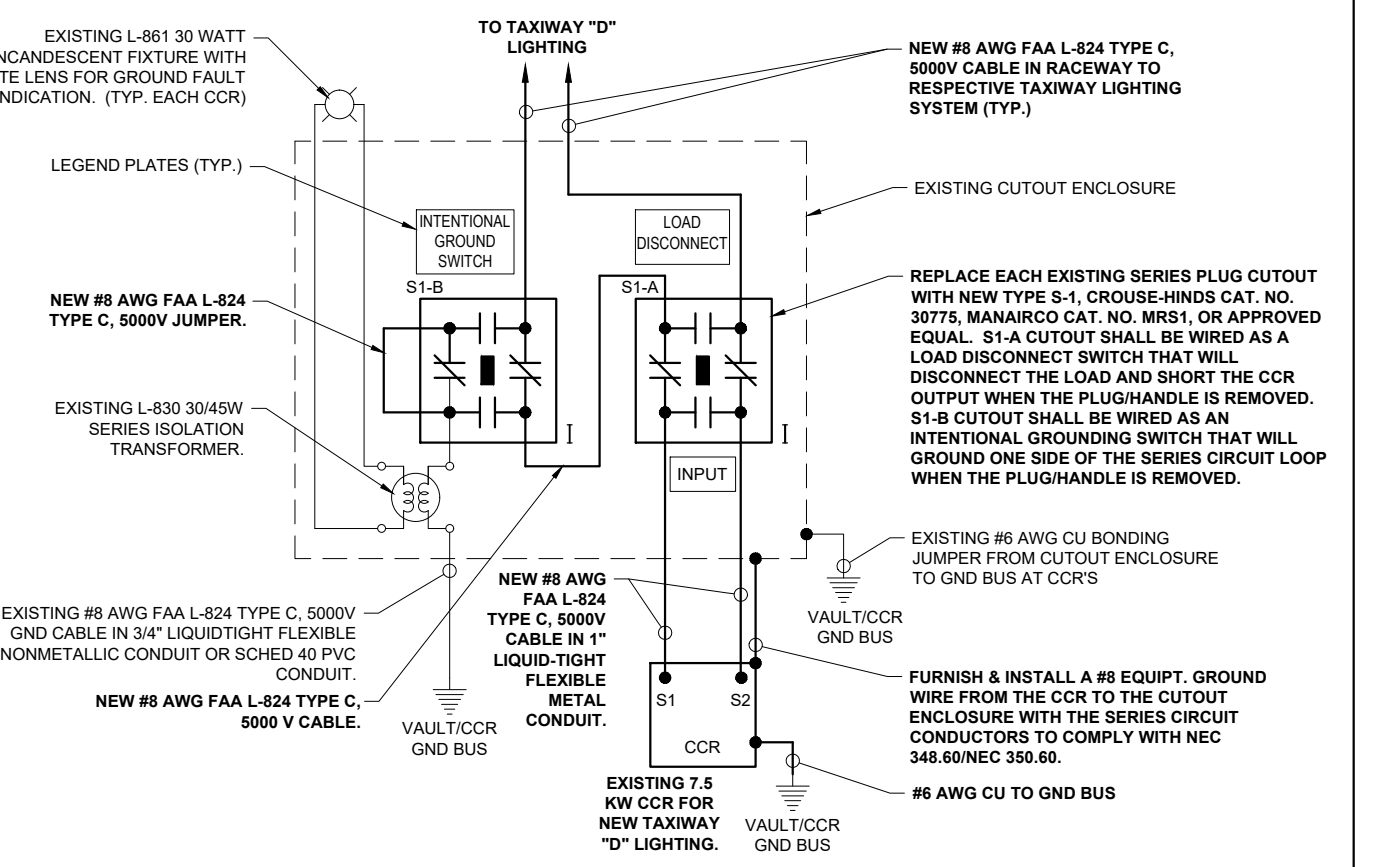 EXISTING L-861 30 WATT
NCANDESCENT FIXTURE WITH
TE LENS FOR GROUND FAULT
NDICATION. (TYP. EACH CCR)
TO TAXIWAY "D"
LIGHTING
NEW #8 AWG FAA L-824 TYPE C,
5000V CABLE IN RACEWAY TO
RESPECTIVE TAXIWAY LIGHTING
SYSTEM (TYP.)
LEGEND PLATES (TYP.)
EXISTING CUTOUT ENCLOSURE
INTENTIONAL
GROUND
SWITCH
LOAD
DISCONNECT
S1-B
S1-A
NEW #8 AWG FAA L-824
TYPE C, 5000V JUMPER.
REPLACE EACH EXISTING SERIES PLUG CUTOUT
WITH NEW TYPE S-1, CROUSE-HINDS CAT. NO.
30775, MANAIRCO CAT. NO. MRS1, OR APPROVED
EQUAL. S1-A CUTOUT SHALL BE WIRED AS A
LOAD DISCONNECT SWITCH THAT WILL
DISCONNECT THE LOAD AND SHORT THE CCR
OUTPUT WHEN THE PLUG/HANDLE IS REMOVED.
S1-B CUTOUT SHALL BE WIRED AS AN
INTENTIONAL GROUNDING SWITCH THAT WILL
GROUND ONE SIDE OF THE SERIES CIRCUIT LOOP
WHEN THE PLUG/HANDLE IS REMOVED.
EXISTING L-830 30/45W
SERIES ISOLATION
TRANSFORMER.
I
I
INPUT
EXISTING #6 AWG CU BONDING
JUMPER FROM CUTOUT ENCLOSURE
TO GND BUS AT CCR'S
VAULT/CCR
GND BUS
EXISTING #8 AWG FAA L-824 TYPE C, 5000V
GND CABLE IN 3/4" LIQUIDTIGHT FLEXIBLE
NONMETALLIC CONDUIT OR SCHED 40 PVC
CONDUIT.
NEW #8 AWG FAA L-824 TYPE C,
5000 V CABLE.
VAULT/CCR
GND BUS
NEW #8 AWG
FAA L-824
TYPE C, 5000V
CABLE IN 1"
LIQUID-TIGHT
FLEXIBLE
METAL
CONDUIT.
S1
S2
CCR
FURNISH & INSTALL A #8 EQUIPT. GROUND
WIRE FROM THE CCR TO THE CUTOUT
ENCLOSURE WITH THE SERIES CIRCUIT
CONDUCTORS TO COMPLY WITH NEC
348.60/NEC 350.60.
#6 AWG CU TO GND BUS
EXISTING 7.5
KW CCR FOR
NEW TAXIWAY
"D" LIGHTING.
VAULT/CCR
GND BUS